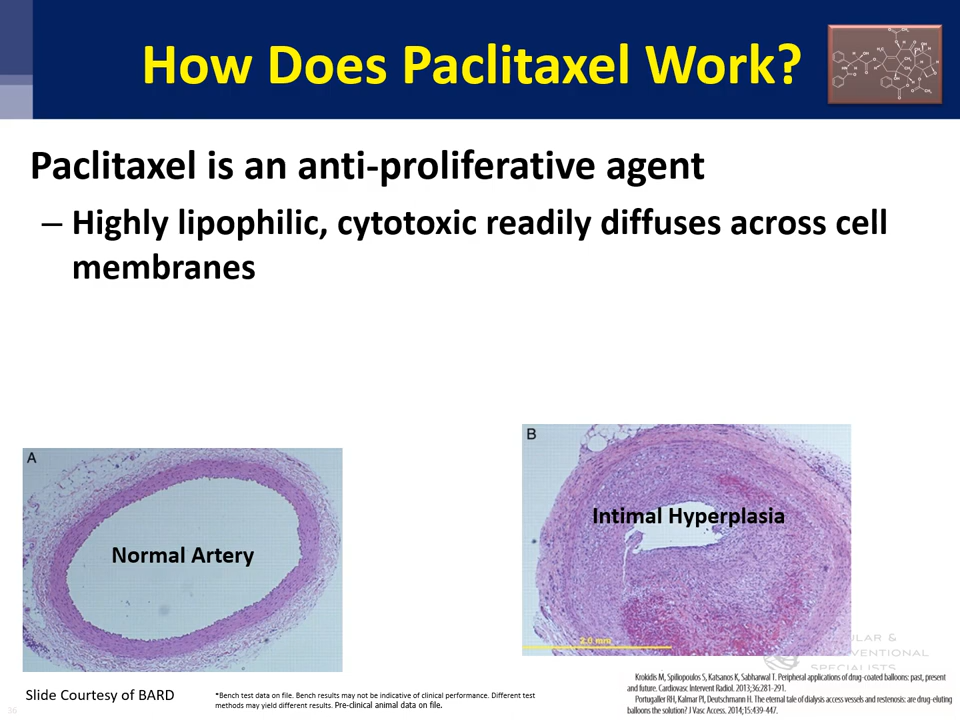 How Does Paclitaxel Work?
Paclitaxel is an anti-proliferative agent
– Highly lipophilic, cytotoxic readily diffuses across cell
membranes
A
Normal Artery
B
Intimal Hyperplasia
2.0 mm
ULAR &
VENTIONAL
SPECIALISTS
Slide Courtesy of BARD
*Bench test data on file. Bench results may not be indicative of clinical performance. Different test
methods may yield different results. Pre-clinical animal data on file.
Krokidis M, Spiliopoulos S, Katsanos K, Sabharwal T. Peripheral applications of drug-coated balloons: past, present
and future. Cardiovasc Intervent Radiol. 2013;36:281-291.
Portugaller RH, Kalmar PI, Deutschmann H. The eternal tale of dialysis access vessels and restenosis: are drug-eluting
balloons the solution? J Vasc Access. 2014;15:439-447.
36